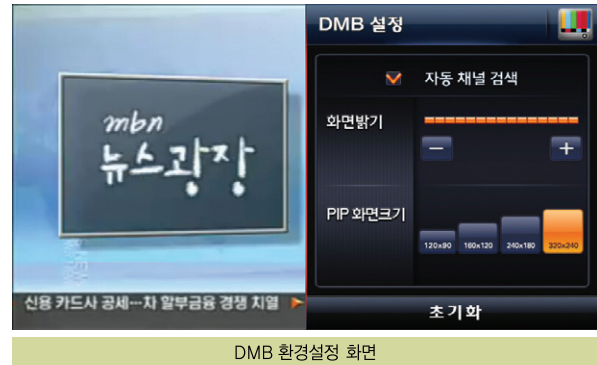 mbn
뉴스광장
신용 카드사 공세…차 할부금융 경쟁 치열
DMB 설정
자동 채널 검색
화면밝기
PIP 화면크기
120x90 160x120 240x180 320x240
초기화
DMB 환경설정 화면